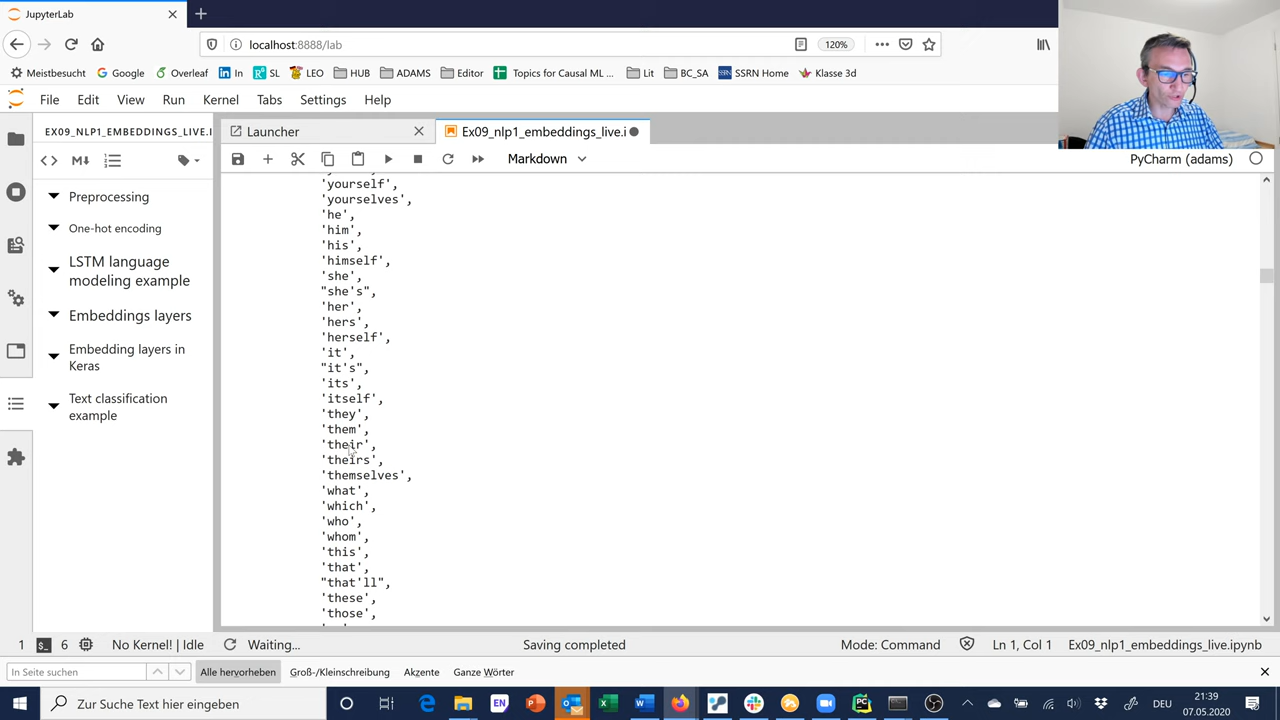 JupyterLab
localhost:8888/lab
120%
Meistbesucht
Google
Overleaf
In
SL
LEO
HUB
ADAMS
Editor
Topics for Causal ML ...
Lit
BC_SA
SSRN Home
Klasse 3d
File
Edit
View
Run
Kernel
Tabs
Settings
Help
EX09_NLP1_EMBEDDINGS_LIVE.I
Launcher
Ex09_nlp1_embeddings_live.i
Markdown
PyCharm (adams)
Preprocessing
One-hot encoding
LSTM language
modeling example
Embeddings layers
Embedding layers in
Keras
Text classification
example
'yourself',
'yourselves',
'he',
'him',
'his',
'himself',
'she',
"she's",
'her',
'hers',
'herself',
'it',
"it's",
'its',
'itself',
'they',
'them',
'their',
'theirs',
'themselves',
'what',
'which',
'who',
'whom',
'this',
'that',
"that'll",
'these',
'those',
1
6
No Kernel! | Idle
Waiting...
Saving completed
Mode: Command
Ln 1, Col 1
Ex09_nlp1_embeddings_live.ipynb
In Seite suchen
Alle hervorheben
Groß-/Kleinschreibung
Akzente
Ganze Wörter
Zur Suche Text hier eingeben
EN
DEU
21:39
07.05.2020